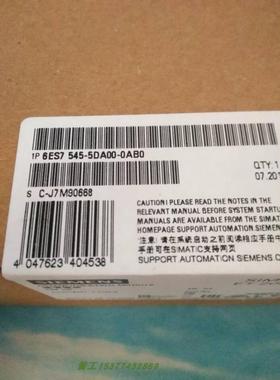 1P 6ES7 545-5DA00-0AB0
QTY.: 1
07.201
S C-J7M90668
CAUTION! PLEASE READ THE NOTES IN THE
RELEVANT MANUAL BEFORE SYSTEM STARTU
MANUALS ARE AVAILABLE FROM THE SIMAT
HOMEPAGE SUPPORT AUTOMATION SIEMENS
注意: 请在系统启动之前阅读相应手册中
手册可在SIMATIC支持网页
SUPPORT AUTOMATION SIEMENS C
4 047623 404538
SIEMENS
SIM